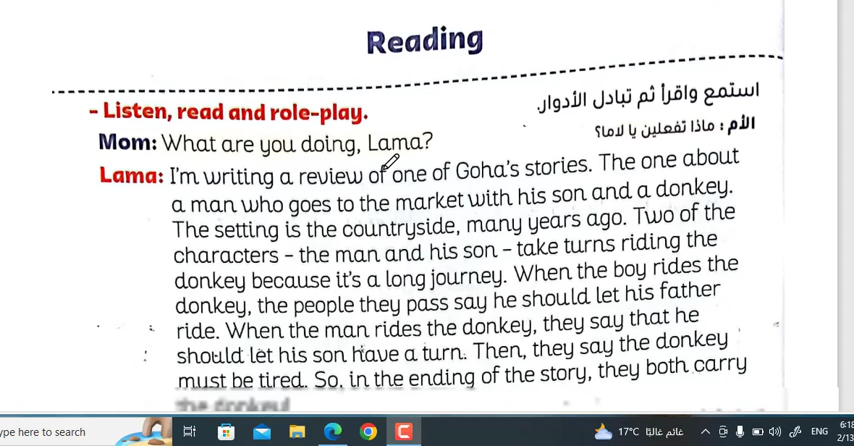 Reading
- Listen, read and role-play.
استمع واقرأ ثم تبادل الأدوار.
Mom: What are you doing, Lama?
الأم: ماذا تفعلين يا لاما؟
Lama: I'm writing a review of one of Goha's stories. The one about
a man who goes to the market with his son and a donkey.
The setting is the countryside, many years ago. Two of the
characters - the man and his son - take turns riding the
donkey because it's a long journey. When the boy rides the
donkey, the people they pass say he should let his father
ride. When the man rides the donkey, they say that he
should let his son have a turn. Then, they say the donkey
must be tired. So, in the ending of the story, they both carry
the donkey!
ype here to search
17°C غائم غالبًا
ENG
6:18
2/13